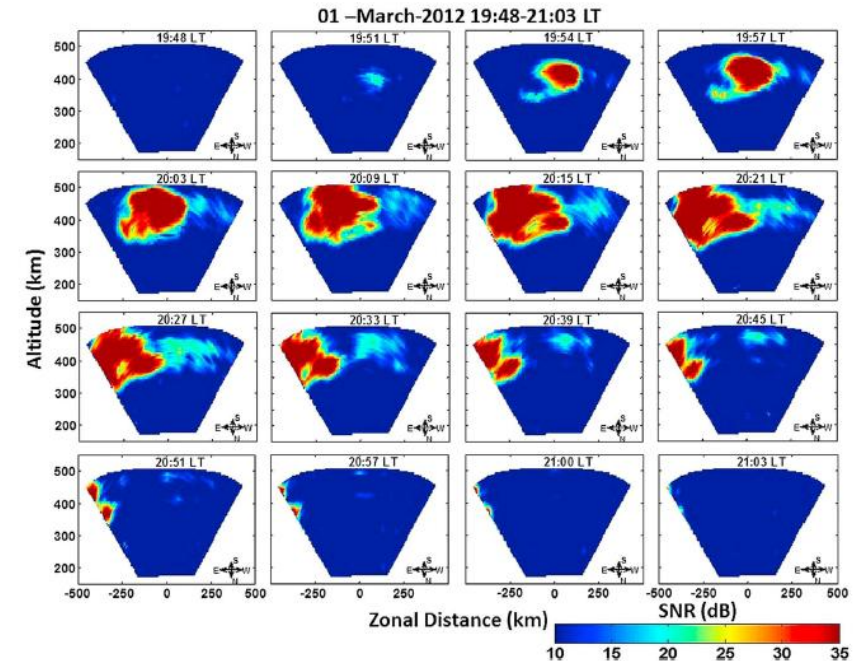 01 –March-2012 19:48-21:03 LT
19:48 LT 19:51 LT 19:54 LT 19:57 LT
500
400
300
200
S
E W
N
S
E W
N
S
E W
N
S
E W
N
20:03 LT 20:09 LT 20:15 LT 20:21 LT
500
400
300
200
S
E W
N
S
E W
N
S
E W
N
S
E W
N
Altitude (km)
20:27 LT 20:33 LT 20:39 LT 20:45 LT
500
400
300
200
S
E W
N
S
E W
N
S
E W
N
S
E W
N
20:51 LT 20:57 LT 21:00 LT 21:03 LT
500
400
300
200
S
E W
N
S
E W
N
S
E W
N
S
E W
N
-500 -250 0 250 500 -250 0 250 500 -250 0 250 500 -250 0 250 500
Zonal Distance (km)
SNR (dB)
10 15 20 25 30 35